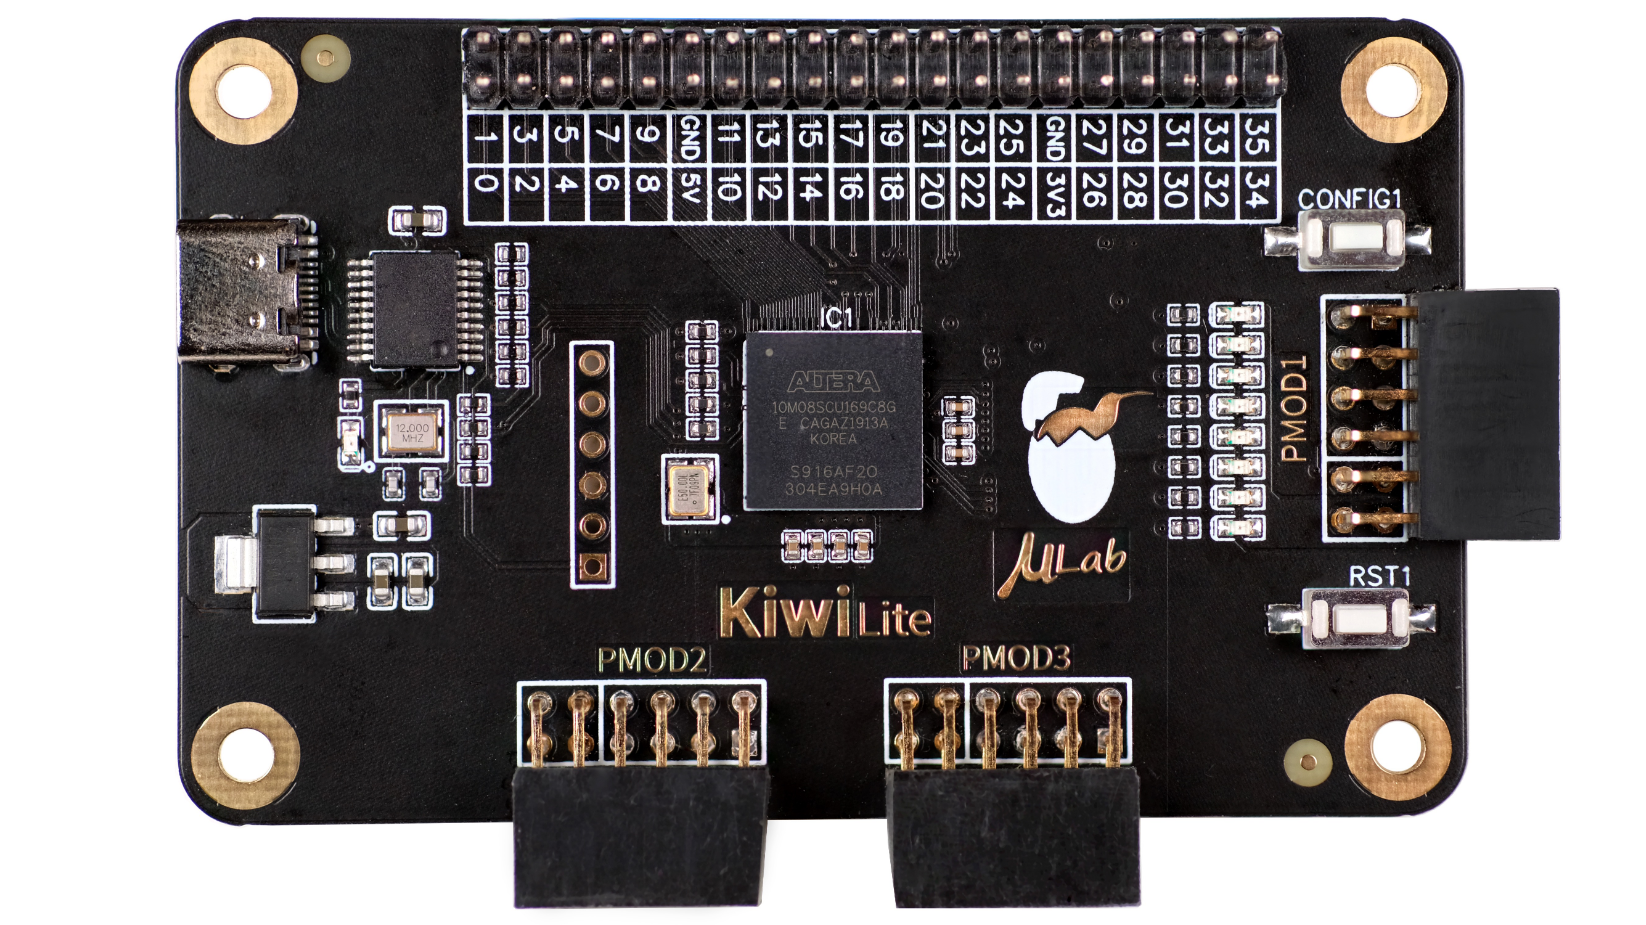 1 3 5 7 9 GND 11 13 15 17 19 21 23 25 GND 27 29 31 33 35
0 2 4 6 8 5V 10 12 14 16 18 20 22 24 3V3 26 28 30 32 34
CONFIG1
IC1
ALTERA
10M08SCU169C8G
E CAGAZ1913A
KOREA
S916AF20
304EA9H0A
12.000
MHZ
PMOD1
µLab
RST1
Kiwi Lite
PMOD2
PMOD3